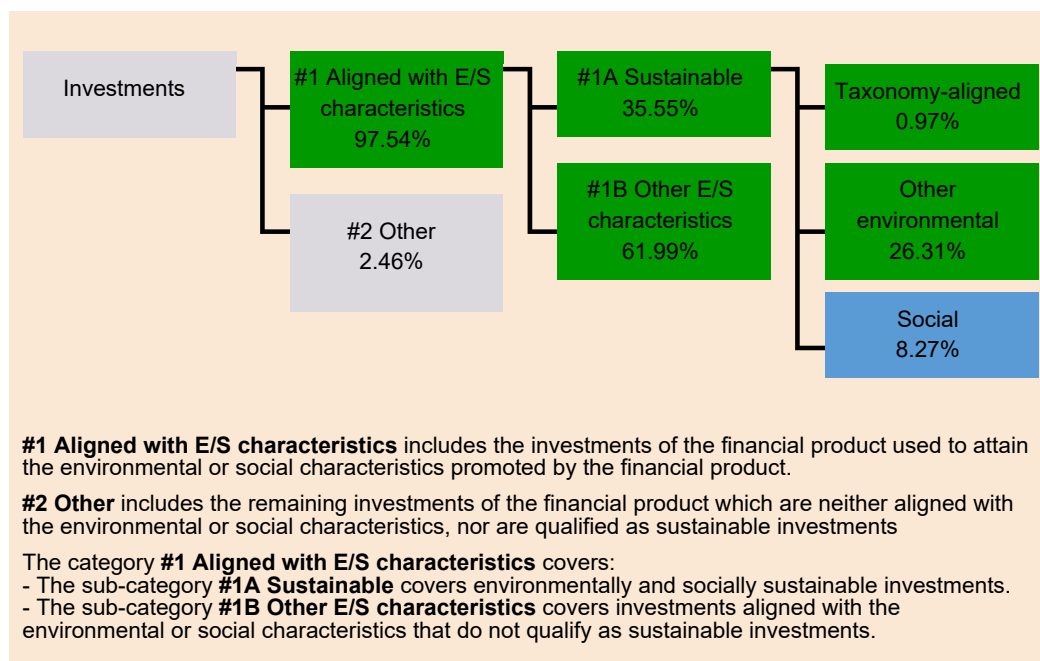 Investments
#1 Aligned with E/S
characteristics
97.54%
#2 Other
2.46%
#1A Sustainable
35.55%
#1B Other E/S
characteristics
61.99%
Taxonomy-aligned
0.97%
Other
environmental
26.31%
Social
8.27%
#1 Aligned with E/S characteristics includes the investments of the financial product used to attain
the environmental or social characteristics promoted by the financial product.
#2 Other includes the remaining investments of the financial product which are neither aligned with
the environmental or social characteristics, nor are qualified as sustainable investments
The category #1 Aligned with E/S characteristics covers:
- The sub-category #1A Sustainable covers environmentally and socially sustainable investments.
- The sub-category #1B Other E/S characteristics covers investments aligned with the
environmental or social characteristics that do not qualify as sustainable investments.